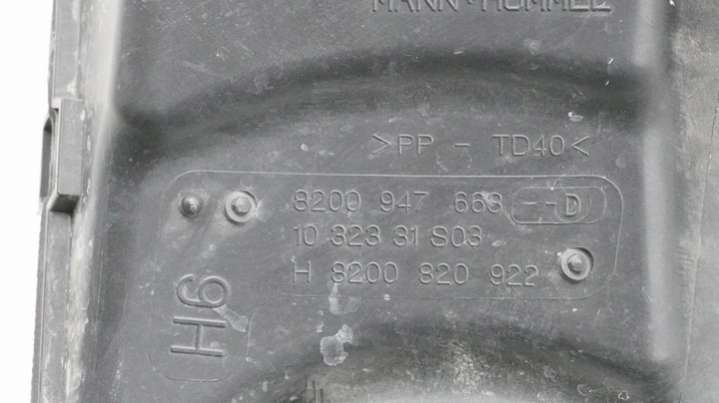 MANN+HUMMEL
>PP - TD40<
8200 947 663 --D
10 323 31 S03
H 8200 820 922
H6